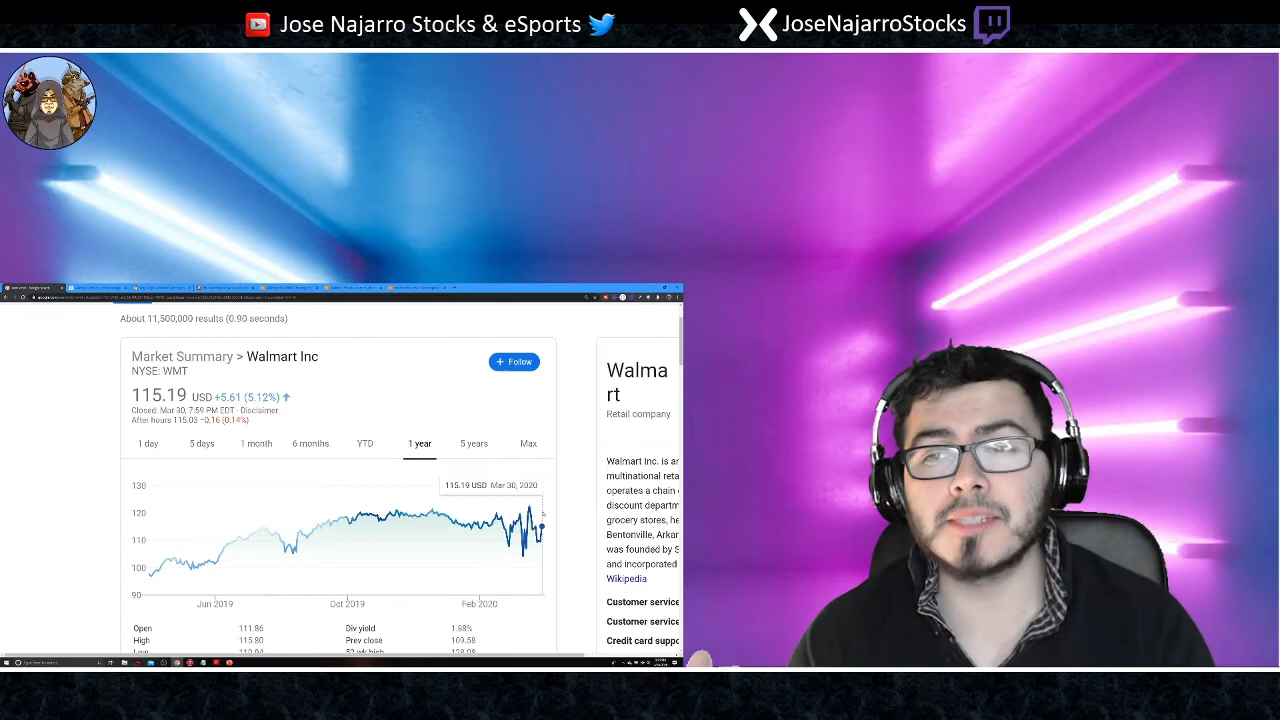 Jose Najarro Stocks & eSports
JoseNajarroStocks
About 11,500,000 results (0.90 seconds)
Market Summary > Walmart Inc
NYSE: WMT
+ Follow
115.19 USD +5.61 (5.12%)
Closed: Mar 30, 7:59 PM EDT · Disclaimer
After hours 115.03 −0.16 (0.14%)
1 day 5 days 1 month 6 months YTD 1 year 5 years Max
115.19 USD Mar 30, 2020
130
120
110
100
90
Jun 2019 Oct 2019 Feb 2020
Open 111.86 Div yield 1.88%
High 115.80 Prev close 109.58
Walma
rt
Retail company
Walmart Inc. is an
multinational reta
operates a chain
discount departm
grocery stores, he
Bentonville, Arkar
was founded by S
and incorporated
Wikipedia
Customer service
Customer service
Credit card suppo